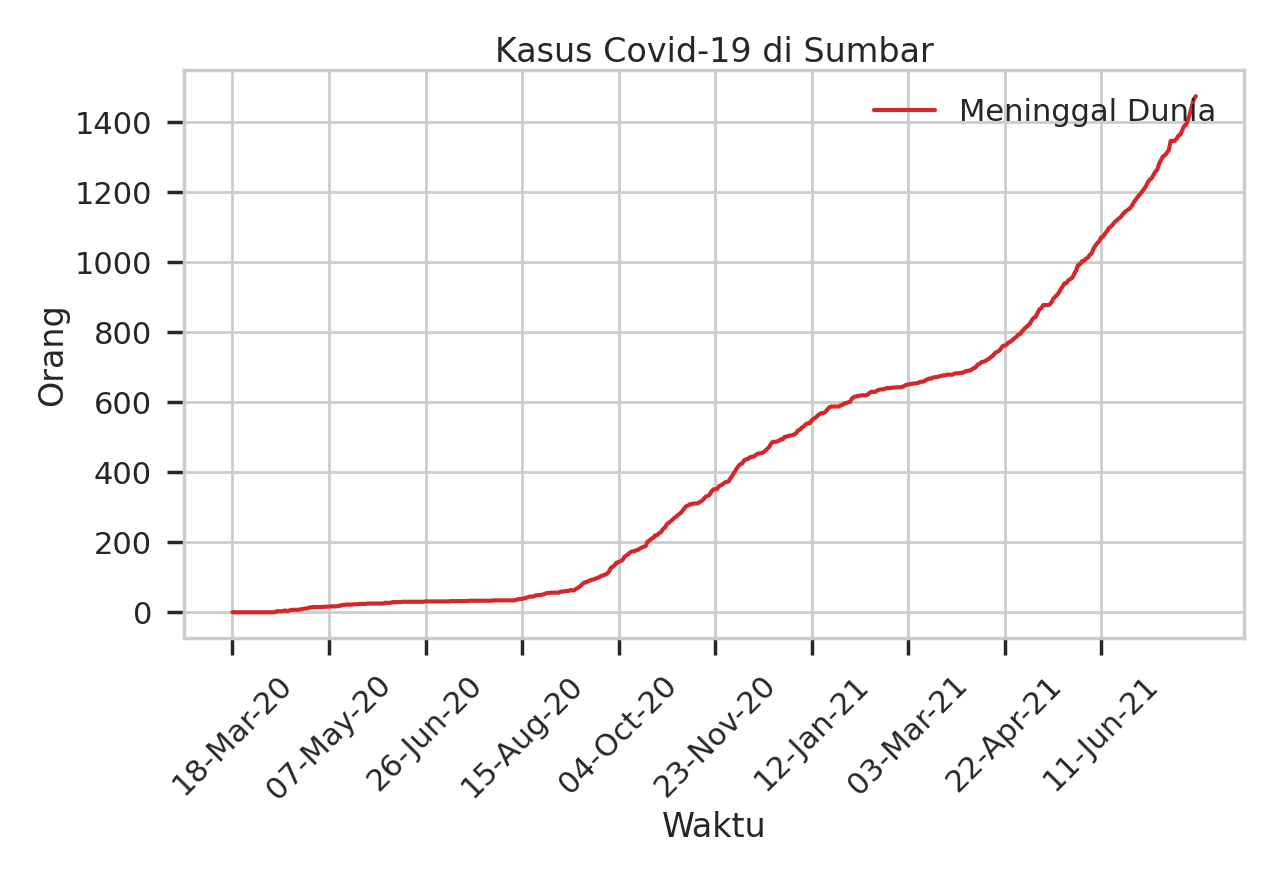 Kasus Covid-19 di Sumbar
Meninggal Dunia
Orang
1400
1200
1000
800
600
400
200
0
18-Mar-20
07-May-20
26-Jun-20
15-Aug-20
04-Oct-20
23-Nov-20
12-Jan-21
03-Mar-21
22-Apr-21
11-Jun-21
Waktu